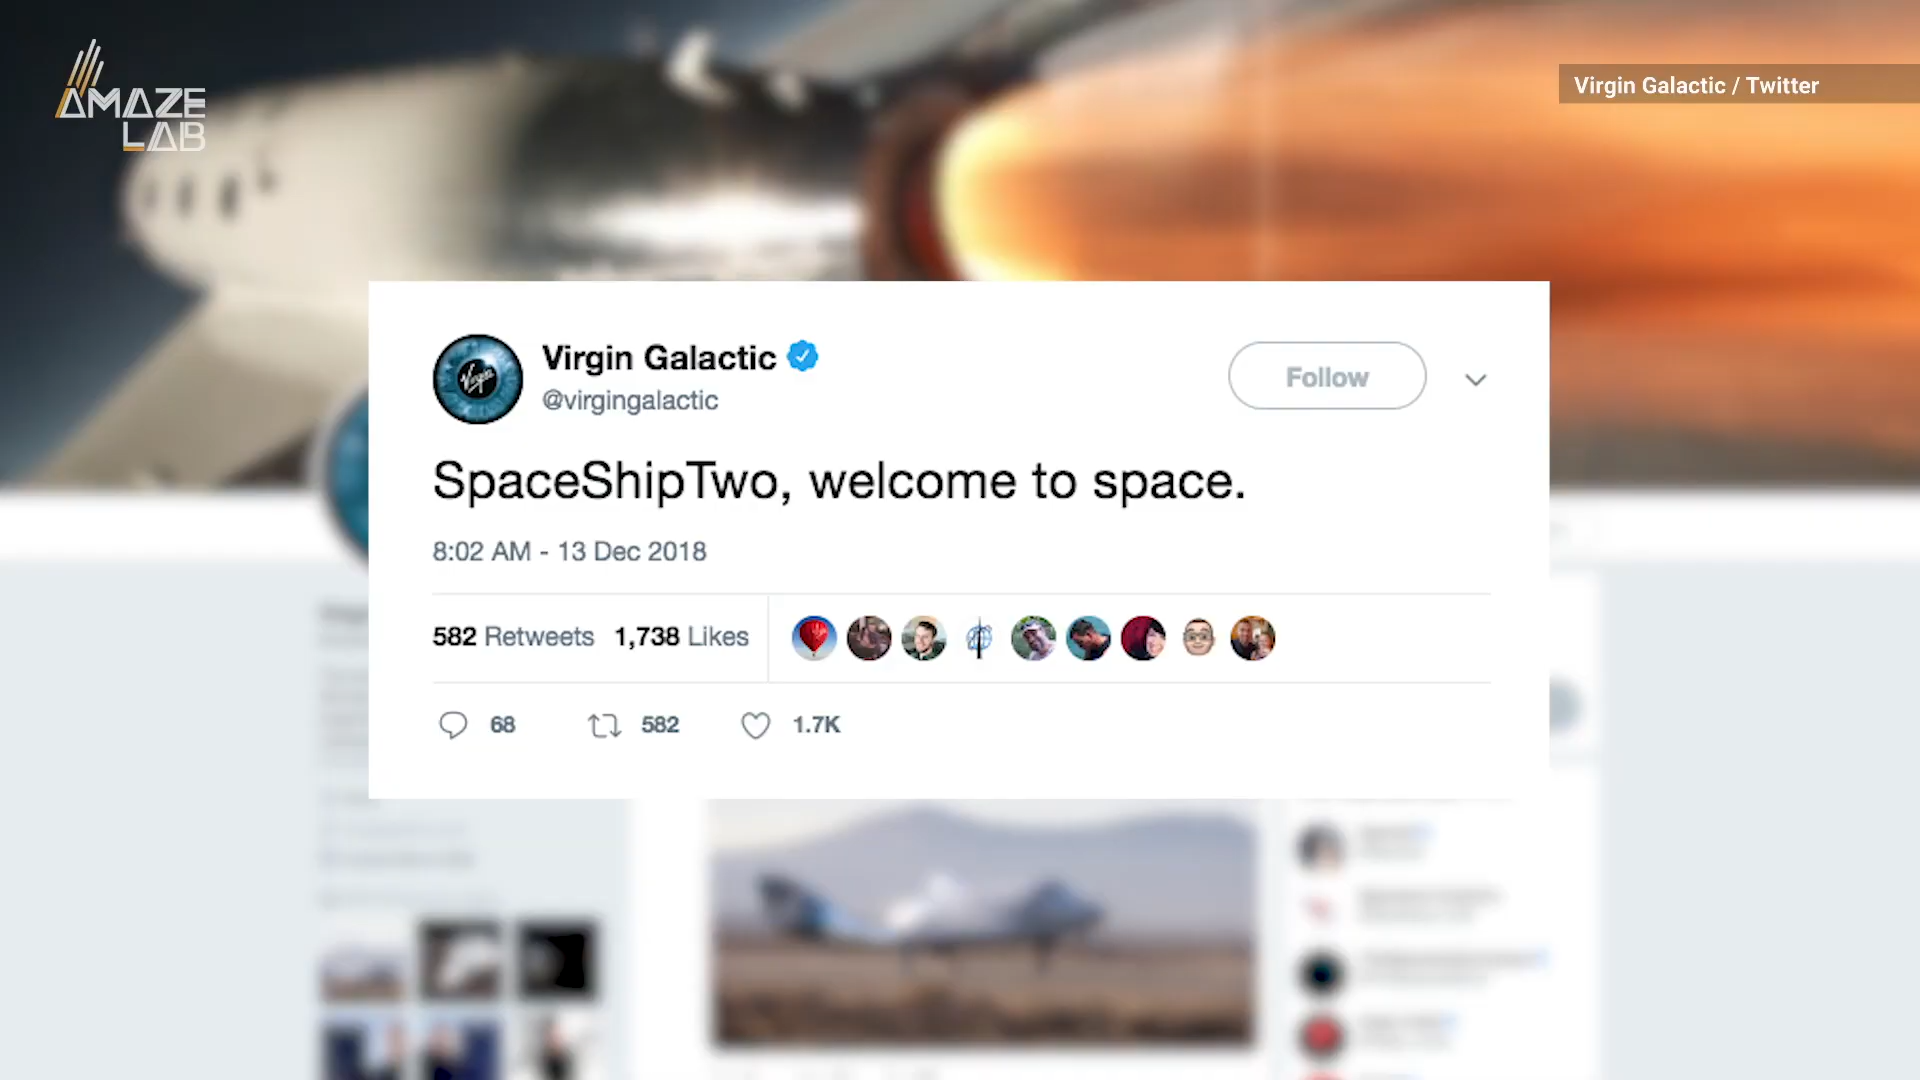 AMAZE
LAB
Virgin Galactic / Twitter
Virgin
Virgin Galactic
@virgingalactic
Follow
SpaceShipTwo, welcome to space.
8:02 AM - 13 Dec 2018
582 Retweets 1,738 Likes
68 582 1.7K